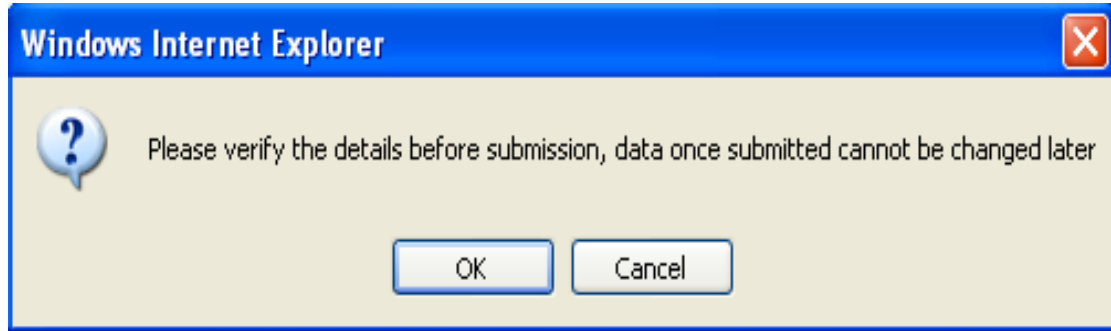 Windows Internet Explorer
Please verify the details before submission, data once submitted cannot be changed later
OK
Cancel